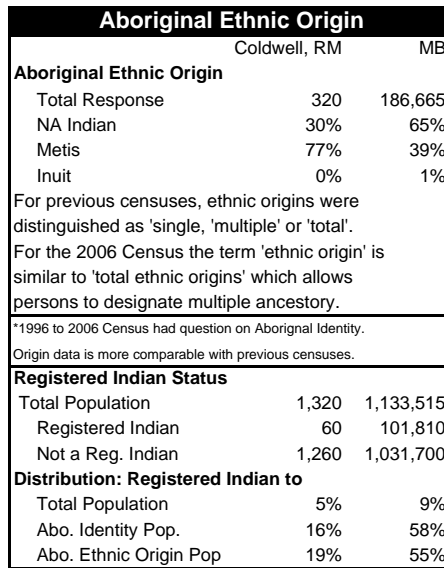 Aboriginal Ethnic Origin
Coldwell, RM MB
Aboriginal Ethnic Origin
Total Response 320 186,665
NA Indian 30% 65%
Metis 77% 39%
Inuit 0% 1%
For previous censuses, ethnic origins were
distinguished as 'single, 'multiple' or 'total'.
For the 2006 Census the term 'ethnic origin' is
similar to 'total ethnic origins' which allows
persons to designate multiple ancestory.
*1996 to 2006 Census had question on Aborignal Identity.
Origin data is more comparable with previous censuses.
Registered Indian Status
Total Population 1,320 1,133,515
Registered Indian 60 101,810
Not a Reg. Indian 1,260 1,031,700
Distribution: Registered Indian to
Total Population 5% 9%
Abo. Identity Pop. 16% 58%
Abo. Ethnic Origin Pop 19% 55%